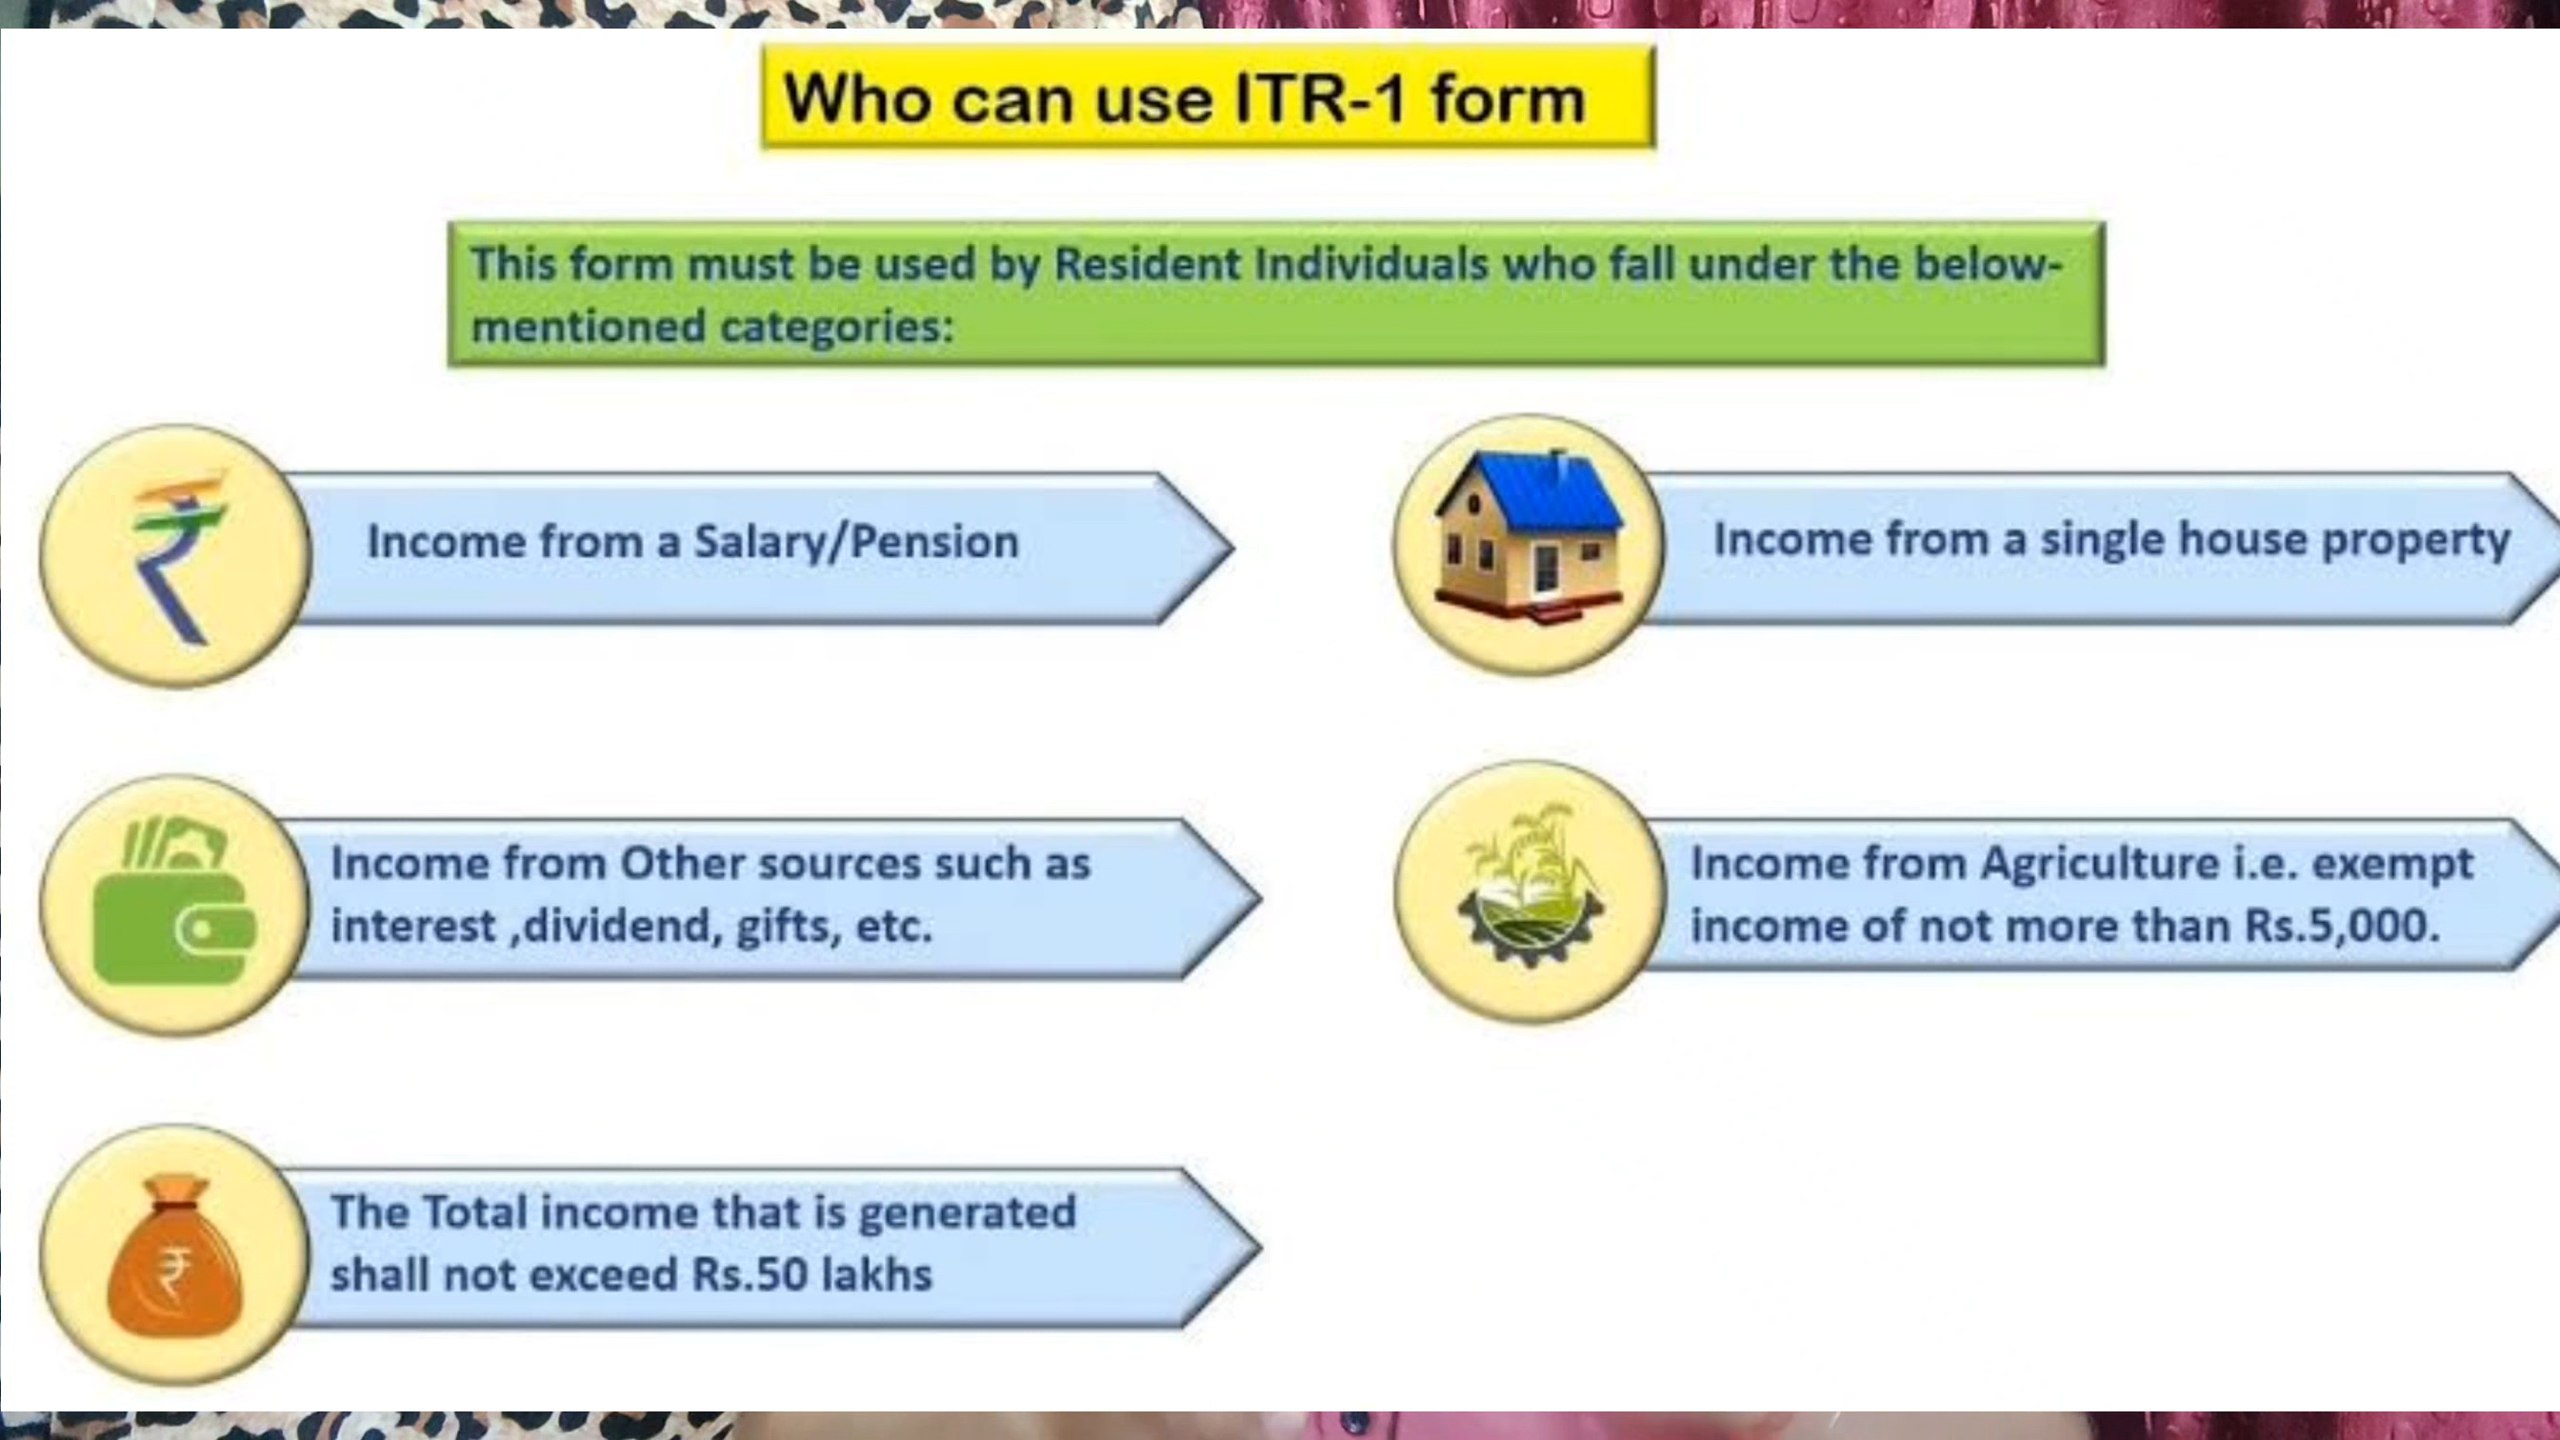 Who can use ITR-1 form
This form must be used by Resident Individuals who fall under the below-
mentioned categories:
Income from a Salary/Pension
Income from a single house property
Income from Other sources such as
interest ,dividend, gifts, etc.
Income from Agriculture i.e. exempt
income of not more than Rs.5,000.
The Total income that is generated
shall not exceed Rs.50 lakhs
₹